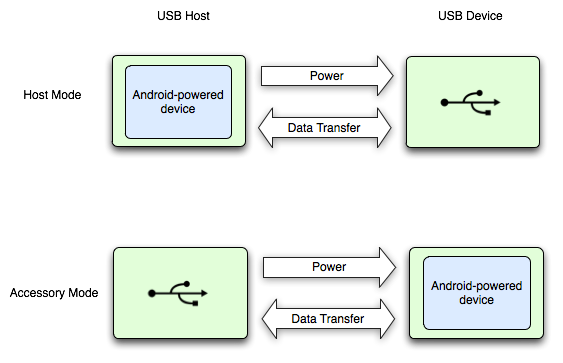 USB Host
USB Device
Host Mode
Android-powered
device
Power
Data Transfer
Accessory Mode
Power
Data Transfer
Android-powered
device